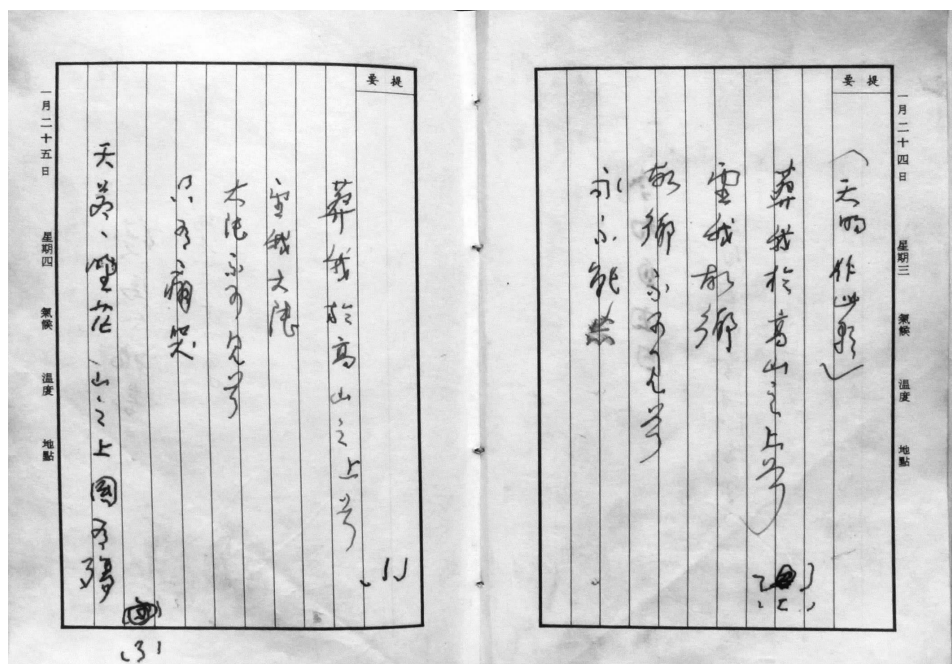 一月二十四日 星期三 氣候 溫度 地點
提要
（天明作此歌）
葬我於高山之上兮
(二)
望我故鄉
故鄉不可見兮
永不能忘
提要
(1)
葬我於高山之上兮
望我大陸
大陸不可見兮
只有痛哭
(3)
天蒼、野茫、山之上國有殤
一月二十五日 星期四 氣候 溫度 地點